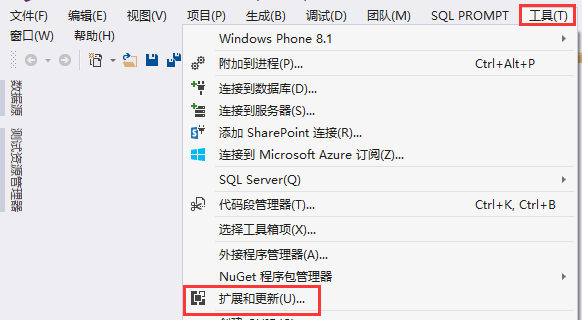 文件(F) 编辑(E) 视图(V) 项目(P) 生成(B) 调试(D) 团队(M) SQL PROMPT 工具(T)
窗口(W) 帮助(H)
数据源
测试资源管理器
Windows Phone 8.1
附加到进程(P)... Ctrl+Alt+P
连接到数据库(D)...
连接到服务器(S)...
添加 SharePoint 连接(R)...
连接到 Microsoft Azure 订阅(Z)...
SQL Server(Q)
代码段管理器(T)... Ctrl+K, Ctrl+B
选择工具箱项(X)...
外接程序管理器(A)...
NuGet 程序包管理器
扩展和更新(U)...